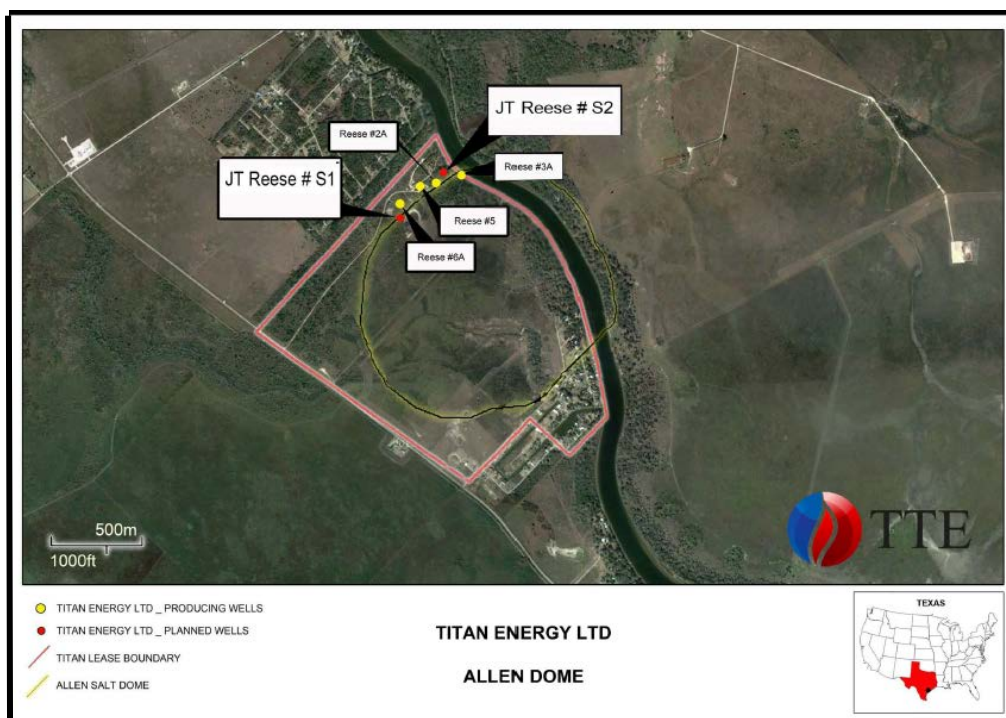 JT Reese # S2
Reese #2A
Reese #3A
JT Reese # S1
Reese #5
Reese #6A
500m
1000ft
TTE
TITAN ENERGY LTD _ PRODUCING WELLS
TITAN ENERGY LTD _ PLANNED WELLS
TITAN LEASE BOUNDARY
ALLEN SALT DOME
TITAN ENERGY LTD
ALLEN DOME
TEXAS